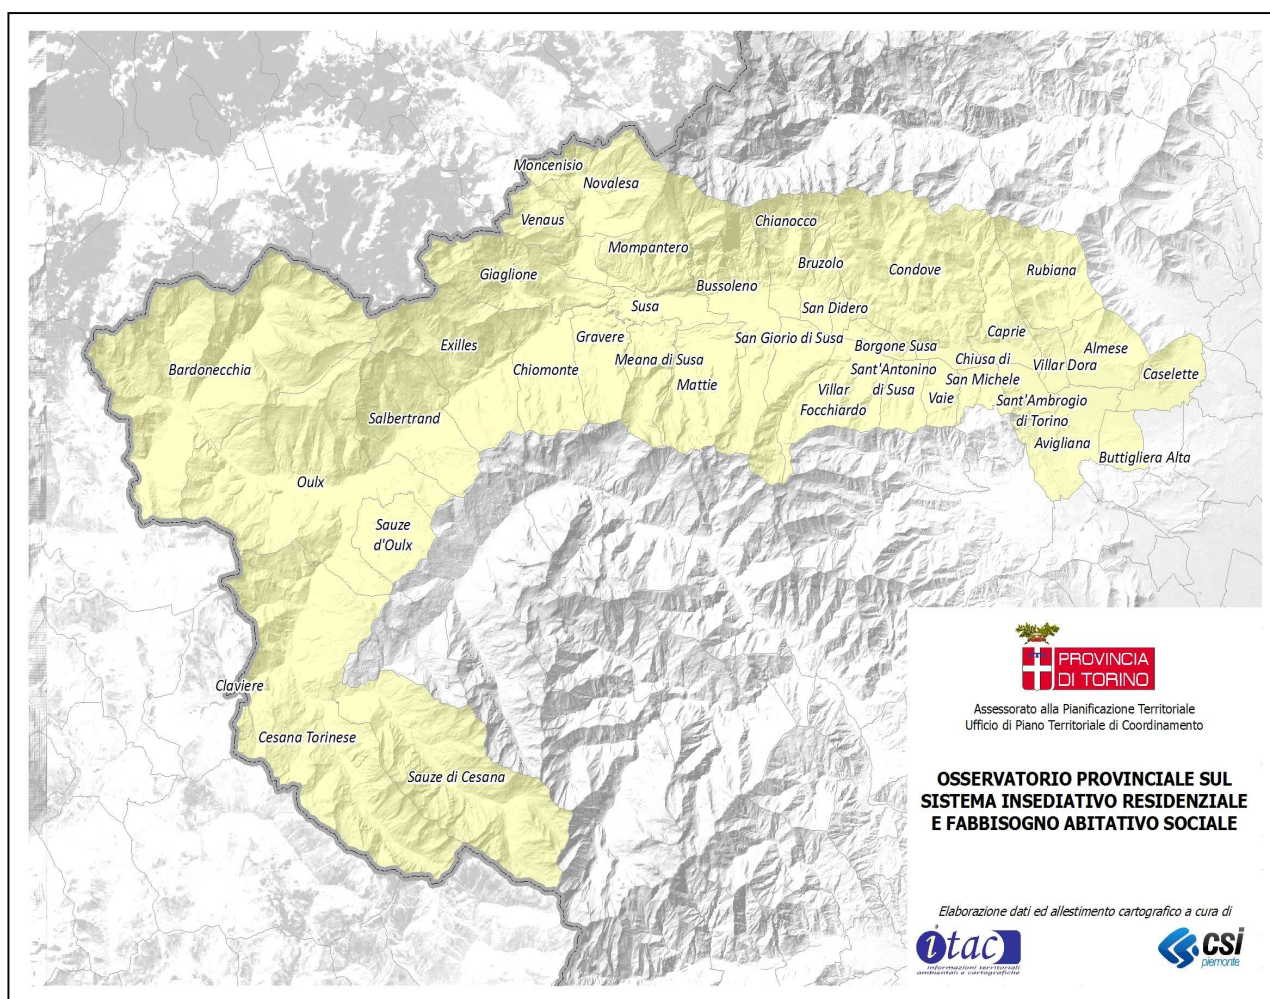 Moncenisio
Novalesa
Venaus
Chianocco
Mompantero
Bruzolo
Giaglione
Condove
Rubiana
Bussoleno
Susa
San Didero
Caprie
Gravere
San Giorio di Susa
Exilles
Borgone Susa
Almese
Meana di Susa
Chiusa di
San Michele
Villar Dora
Bardonecchia
Chiomonte
Sant'Antonino
di Susa
Caselette
Mattie
Villar
Focchiardo
Vaie
Sant'Ambrogio
di Torino
Salbertrand
Avigliana
Buttigliera Alta
Oulx
Sauze
d'Oulx
Claviere
Cesana Torinese
Sauze di Cesana
PROVINCIA
DI TORINO
Assessorato alla Pianificazione Territoriale
Ufficio di Piano Territoriale di Coordinamento
OSSERVATORIO PROVINCIALE SUL
SISTEMA INSEDIATIVO RESIDENZIALE
E FABBISOGNO ABITATIVO SOCIALE
Elaborazione dati ed allestimento cartografico a cura di
itac
informazioni territoriali
ambientali e cartografiche
csi
piemonte